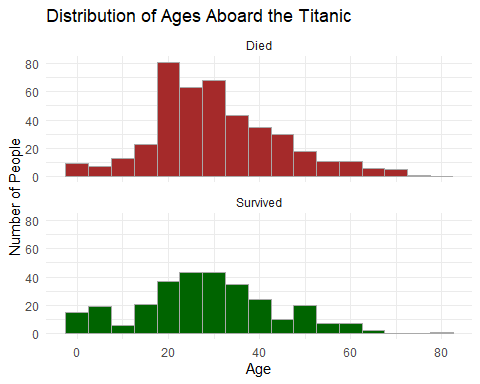 Distribution of Ages Aboard the Titanic
Died
80
60
40
20
0
Number of People
Survived
80
60
40
20
0
0 20 40 60 80
Age